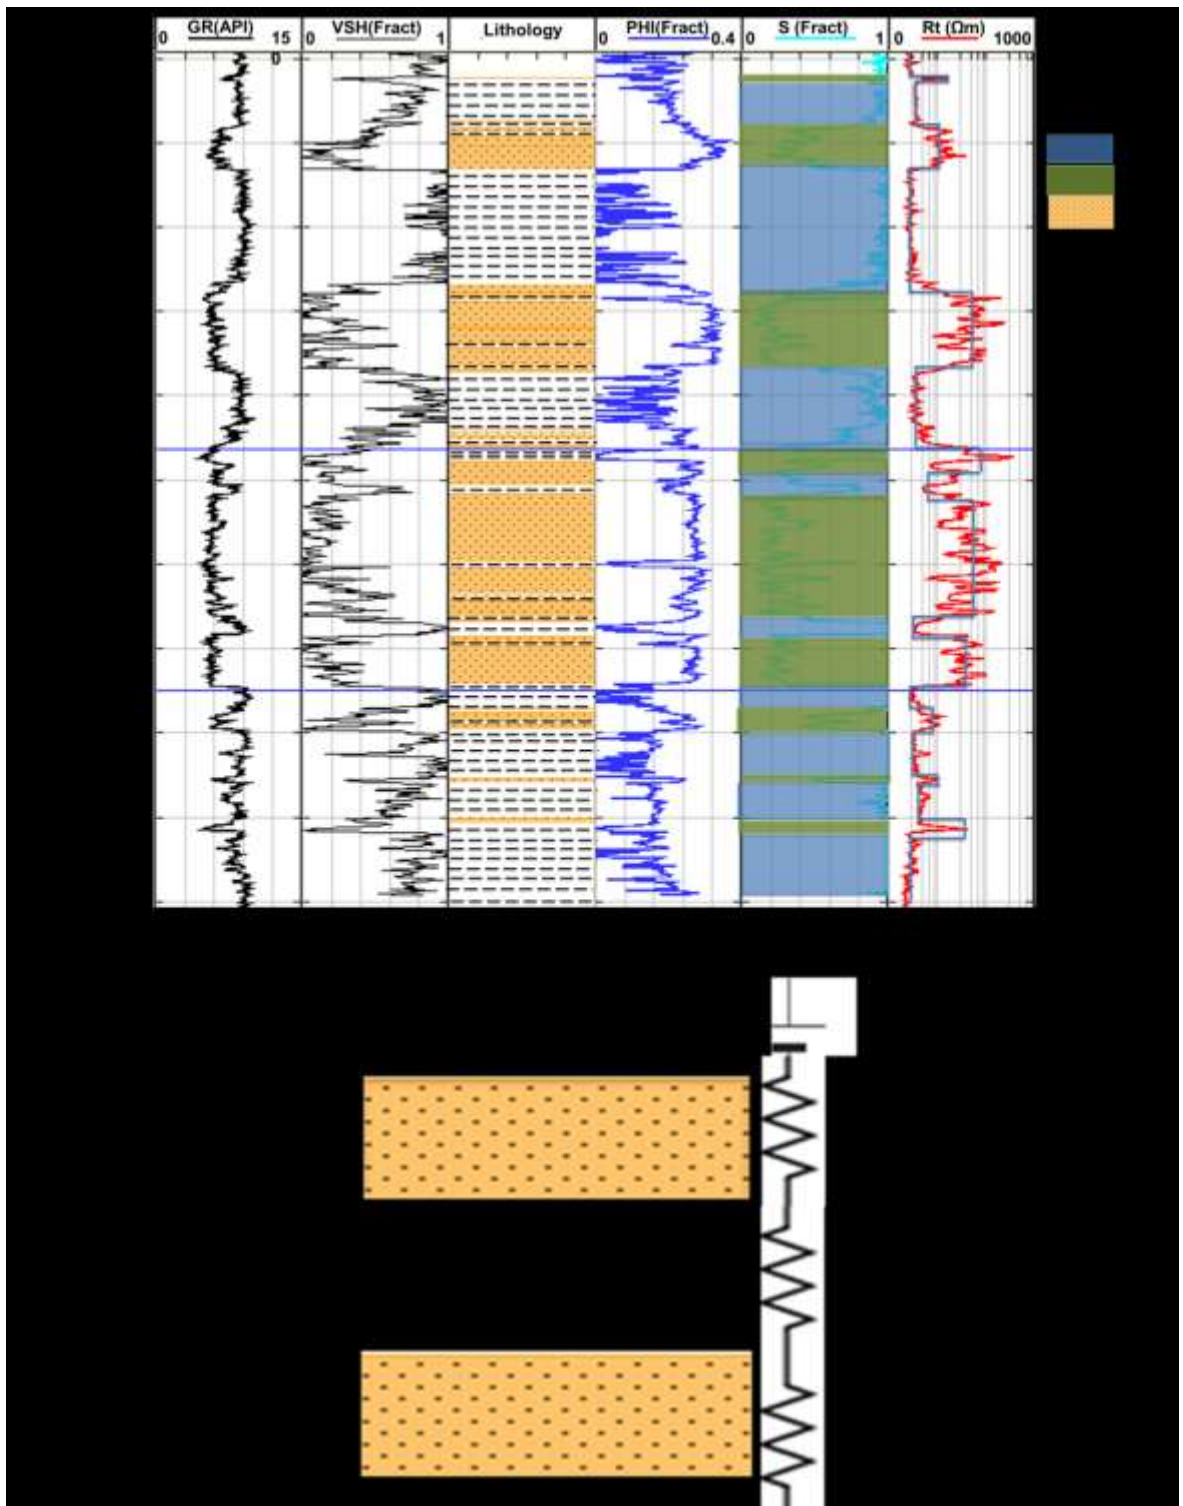 GR(API) VSH(Fract) Lithology PHI(Fract) S (Fract) Rt (Ωm)
0 15 0 1 0 0.4 0 1 0 1000
0